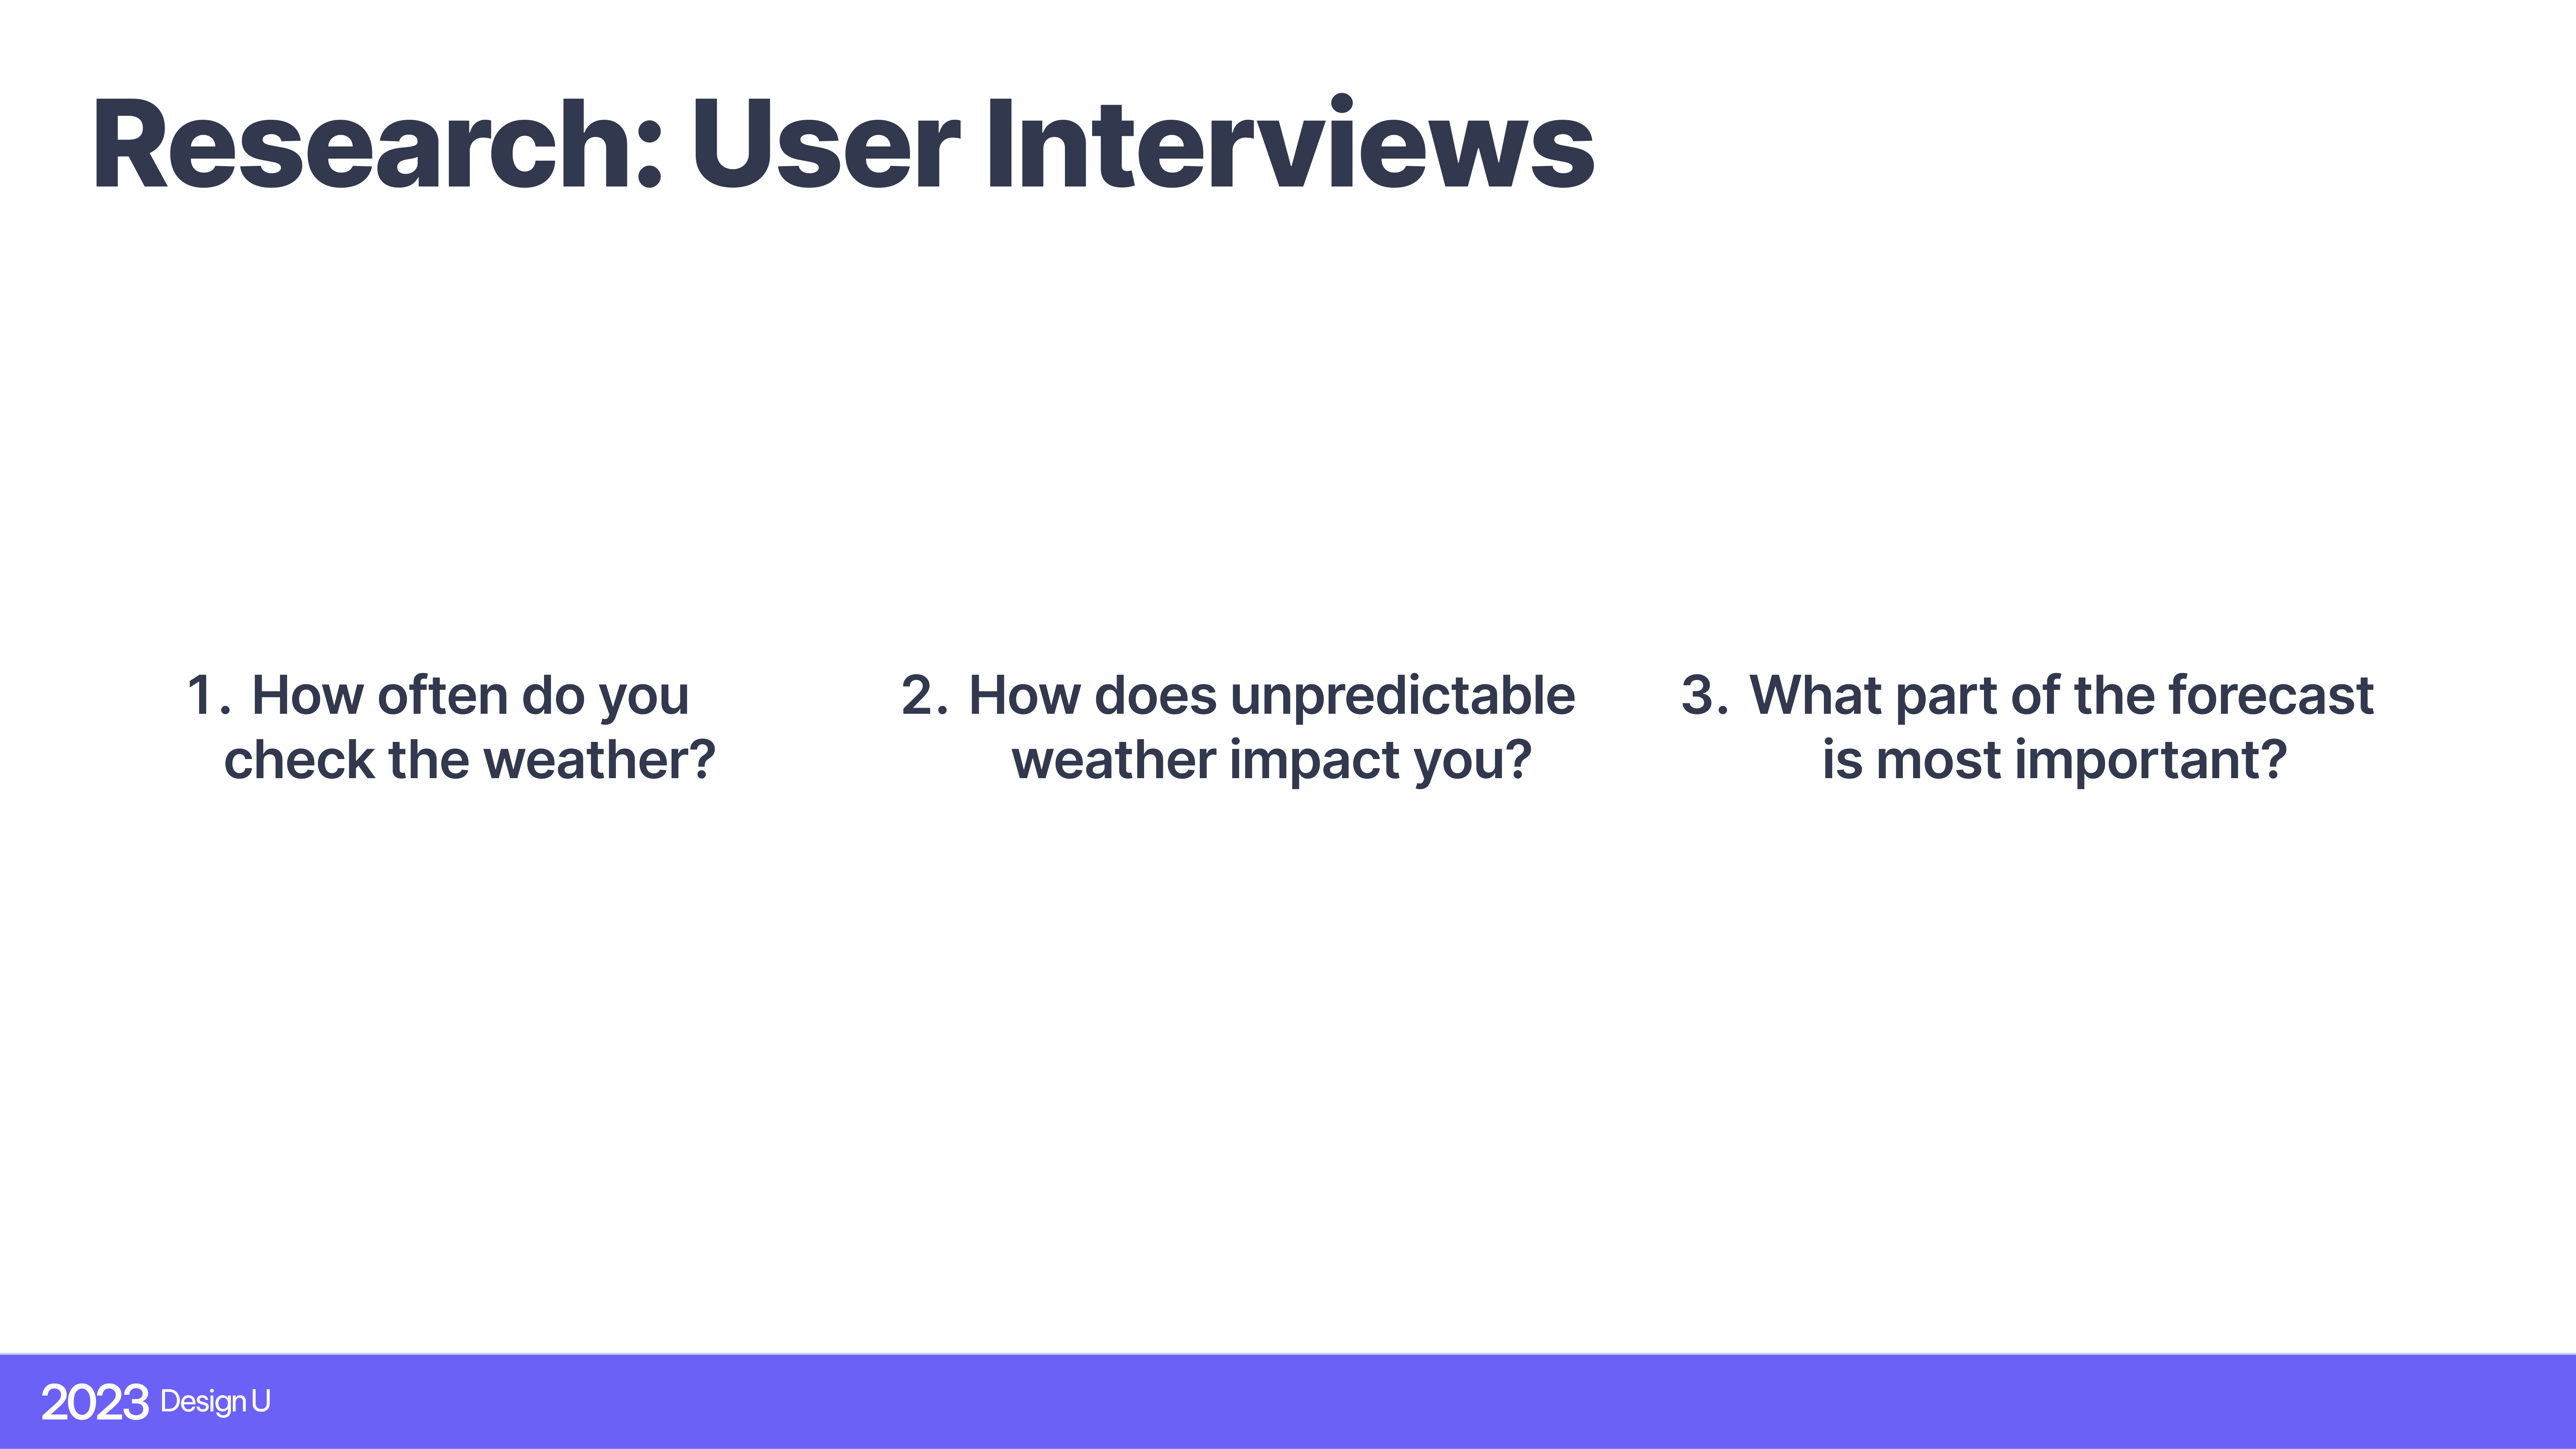 Research: User Interviews
1. How often do you
check the weather?
2. How does unpredictable
weather impact you?
3. What part of the forecast
is most important?
2023 Design U